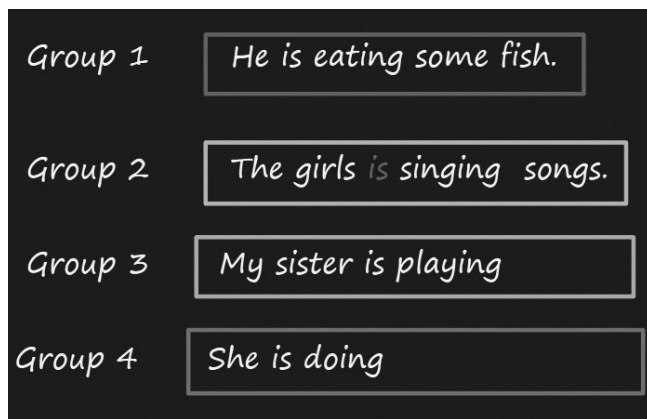 Group 1 He is eating some fish.
Group 2 The girls is singing songs.
Group 3 My sister is playing
Group 4 She is doing